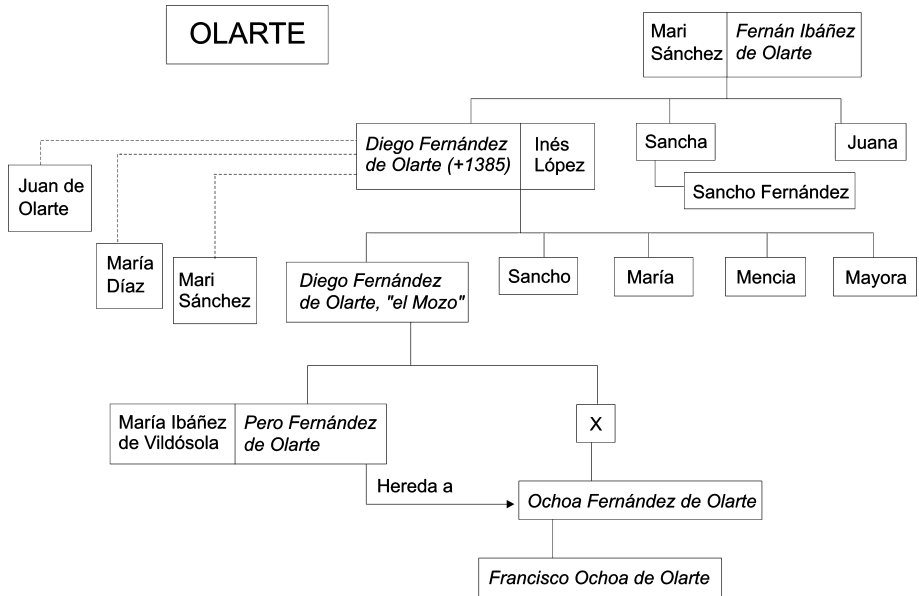 OLARTE
Mari
Sánchez
Fernán Ibáñez
de Olarte
Diego Fernández
de Olarte (+1385)
Inés
López
Sancha
Juana
Sancho Fernández
Juan de
Olarte
María
Díaz
Mari
Sánchez
Diego Fernández
de Olarte, "el Mozo"
Sancho
María
Mencia
Mayora
María Ibáñez
de Vildósola
Pero Fernández
de Olarte
X
Hereda a
Ochoa Fernández de Olarte
Francisco Ochoa de Olarte